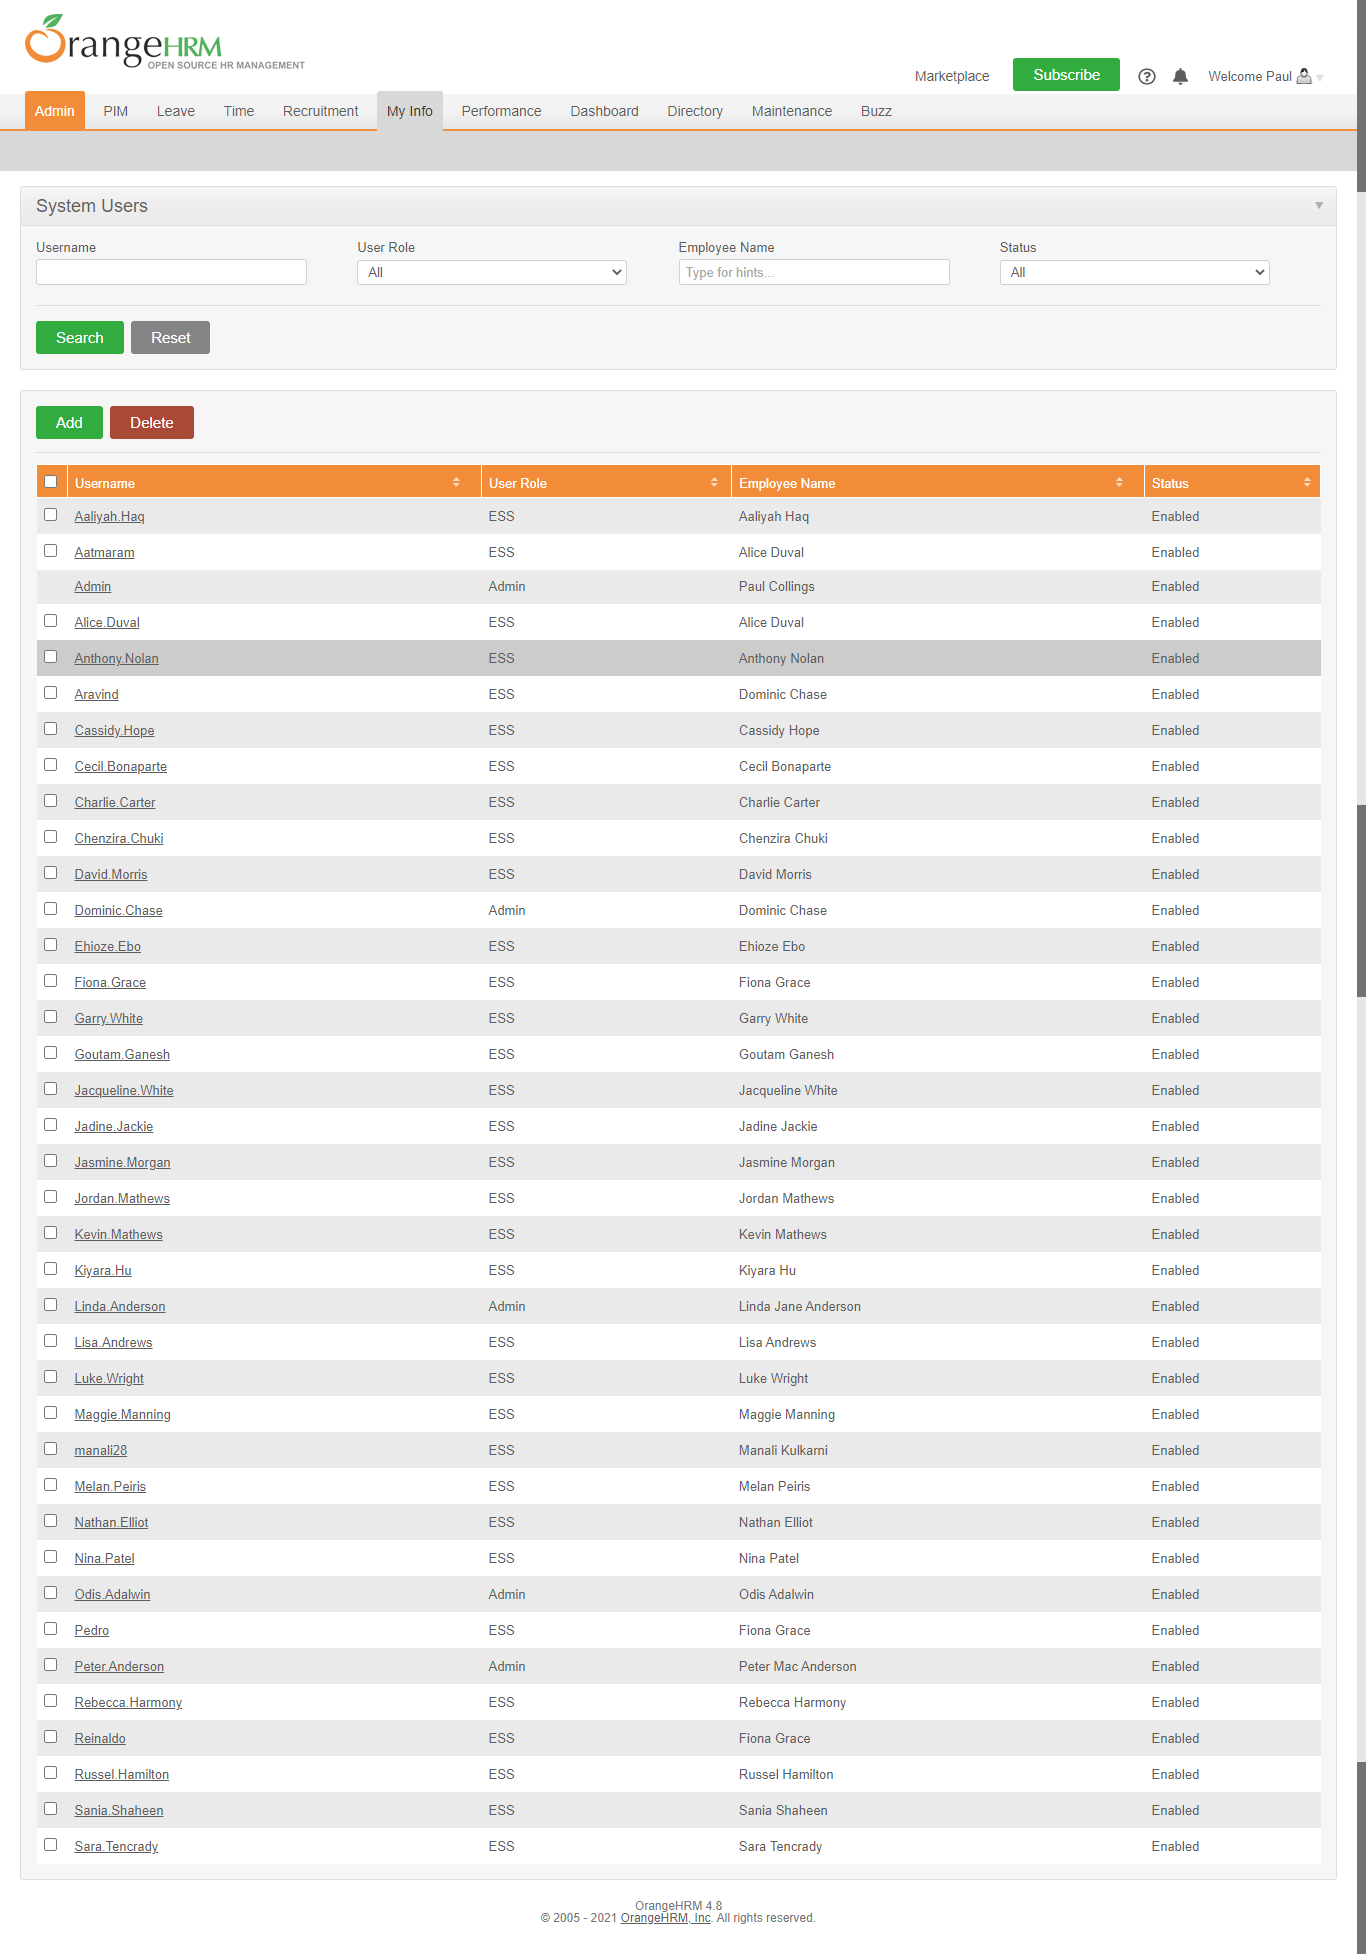 OrangeHRM
OPEN SOURCE HR MANAGEMENT
Marketplace Subscribe Welcome Paul
Admin PIM Leave Time Recruitment My Info Performance Dashboard Directory Maintenance Buzz
System Users
Username User Role Employee Name Status
All Type for hints... All
Search Reset
Add Delete
Username User Role Employee Name Status
Aaliyah.Haq ESS Aaliyah Haq Enabled
Aatmaram ESS Alice Duval Enabled
Admin Admin Paul Collings Enabled
Alice.Duval ESS Alice Duval Enabled
Anthony.Nolan ESS Anthony Nolan Enabled
Aravind ESS Dominic Chase Enabled
Cassidy.Hope ESS Cassidy Hope Enabled
Cecil.Bonaparte ESS Cecil Bonaparte Enabled
Charlie.Carter ESS Charlie Carter Enabled
Chenzira.Chuki ESS Chenzira Chuki Enabled
David.Morris ESS David Morris Enabled
Dominic.Chase Admin Dominic Chase Enabled
Ehioze.Ebo ESS Ehioze Ebo Enabled
Fiona.Grace ESS Fiona Grace Enabled
Garry.White ESS Garry White Enabled
Goutam.Ganesh ESS Goutam Ganesh Enabled
Jacqueline.White ESS Jacqueline White Enabled
Jadine.Jackie ESS Jadine Jackie Enabled
Jasmine.Morgan ESS Jasmine Morgan Enabled
Jordan.Mathews ESS Jordan Mathews Enabled
Kevin.Mathews ESS Kevin Mathews Enabled
Kiyara.Hu ESS Kiyara Hu Enabled
Linda.Anderson Admin Linda Jane Anderson Enabled
Lisa.Andrews ESS Lisa Andrews Enabled
Luke.Wright ESS Luke Wright Enabled
Maggie.Manning ESS Maggie Manning Enabled
manali28 ESS Manali Kulkarni Enabled
Melan.Peiris ESS Melan Peiris Enabled
Nathan.Elliot ESS Nathan Elliot Enabled
Nina.Patel ESS Nina Patel Enabled
Odis.Adalwin Admin Odis Adalwin Enabled
Pedro ESS Fiona Grace Enabled
Peter.Anderson Admin Peter Mac Anderson Enabled
Rebecca.Harmony ESS Rebecca Harmony Enabled
Reinaldo ESS Fiona Grace Enabled
Russel.Hamilton ESS Russel Hamilton Enabled
Sania.Shaheen ESS Sania Shaheen Enabled
Sara.Tencrady ESS Sara Tencrady Enabled
OrangeHRM 4.8
© 2005 - 2021 OrangeHRM, Inc. All rights reserved.